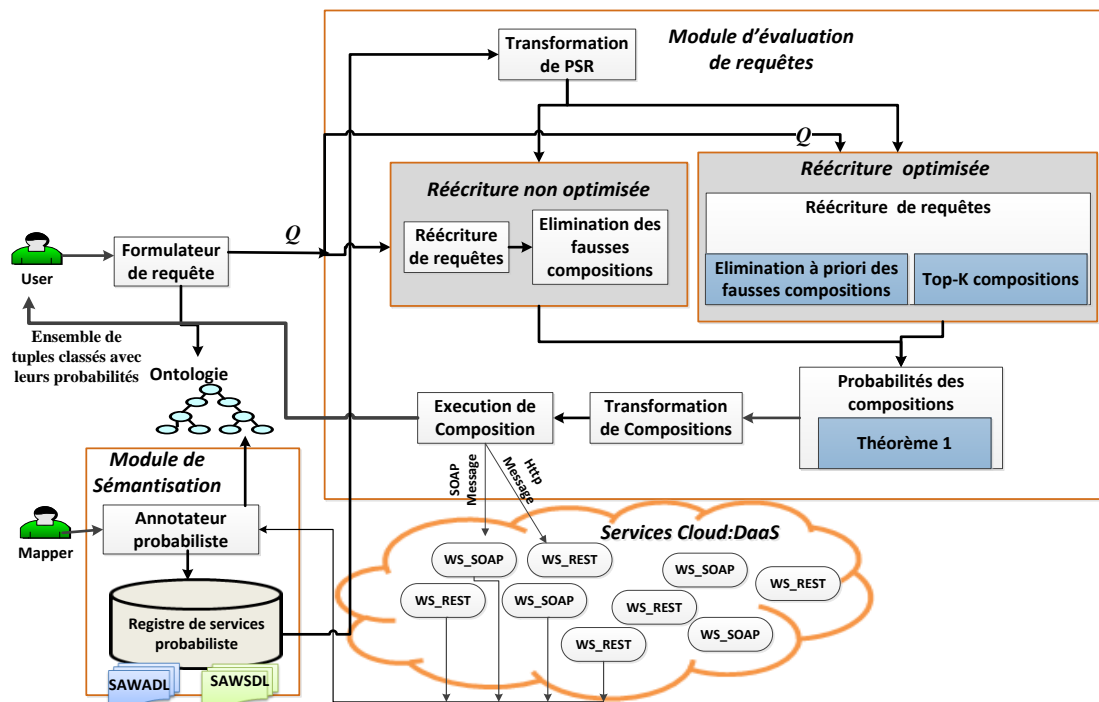 Transformation
de PSR
Module d'évaluation
de requêtes
Q
Q
Réécriture non optimisée
Réécriture optimisée
Réécriture de requêtes
Réécriture
de requêtes
Elimination des
fausses
compositions
Elimination à priori des
fausses compositions
Top-K compositions
User
Formulateur
de requête
Ensemble de
tuples classés avec
leurs probabilités
Ontologie
Execution de
Composition
Transformation
de Compositions
Probabilités des
compositions
Théorème 1
Module de
Sémantisation
SOAP
Message
Http
Message
Mapper
Annotateur
probabiliste
Services Cloud:DaaS
WS_SOAP
WS_REST
WS_SOAP
WS_REST
WS_REST
WS_SOAP
WS_REST
WS_SOAP
WS_REST
Registre de services
probabiliste
SAWADL
SAWSDL